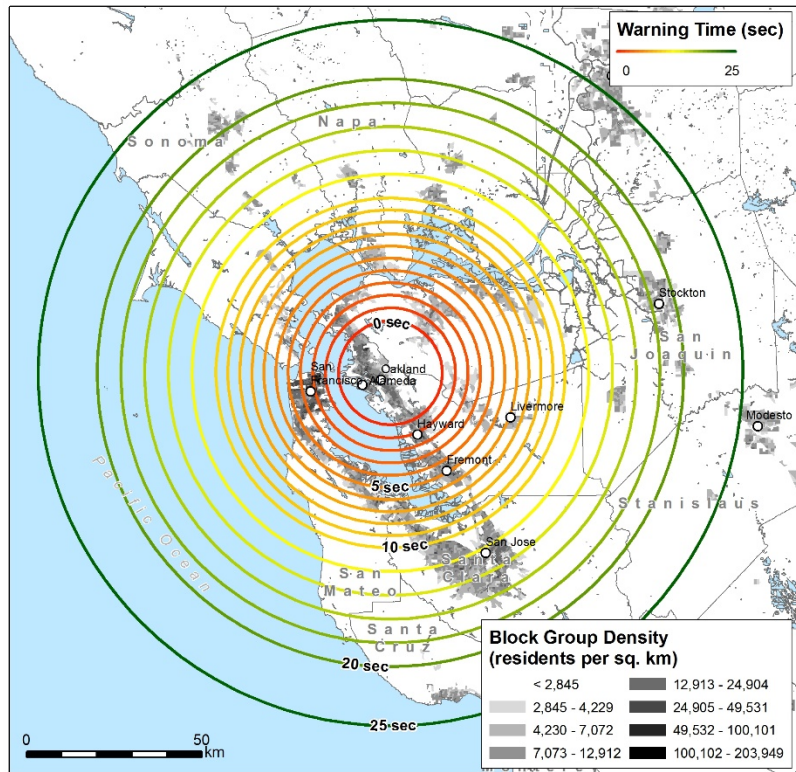 Warning Time (sec)
0
25
Napa
Sonoma
Stockton
San
Joaquin
0 sec
Oakland
San
Francisco
Alameda
Livermore
Modesto
Hayward
Fremont
5 sec
Stanislaus
Pacific Ocean
10 sec
San Jose
Santa
Clara
San
Mateo
Santa
Cruz
20 sec
25 sec
Block Group Density
(residents per sq. km)
< 2,845
2,845 - 4,229
4,230 - 7,072
7,073 - 12,912
12,913 - 24,904
24,905 - 49,531
49,532 - 100,101
100,102 - 203,949
0
50
km